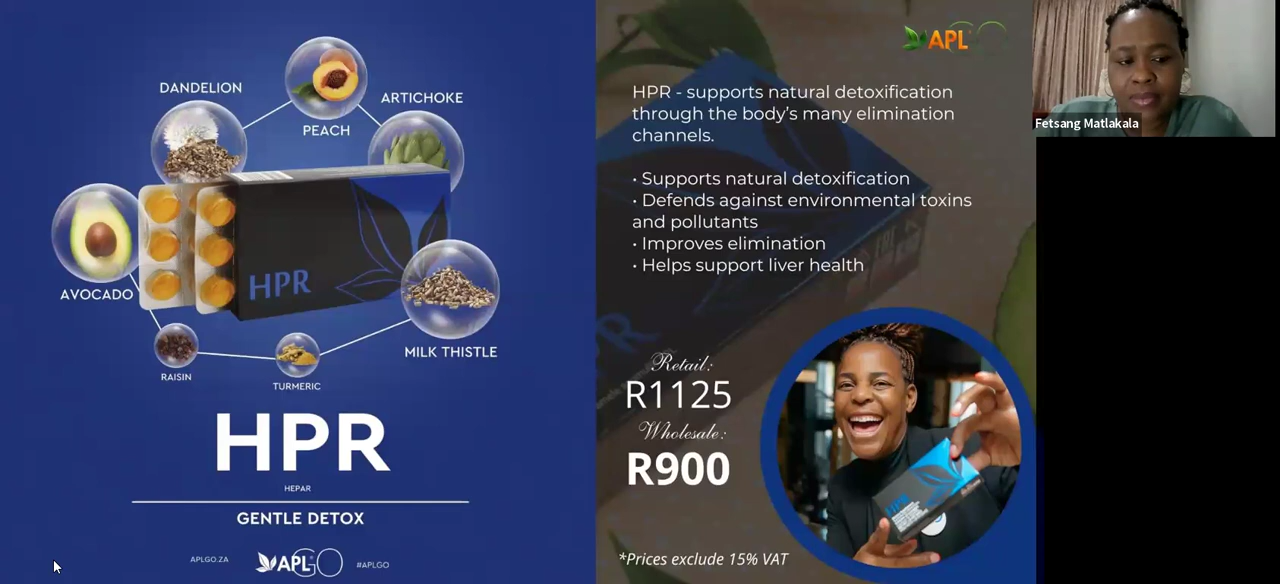 DANDELION
PEACH
ARTICHOKE
AVOCADO
HPR
MILK THISTLE
RAISIN
TURMERIC
HPR
HEPAR
GENTLE DETOX
APLGO.ZA
APLGO
#APLGO
APL
HPR - supports natural detoxification
through the body's many elimination
channels.
• Supports natural detoxification
• Defends against environmental toxins
and pollutants
• Improves elimination
• Helps support liver health
Retail:
R1125
Wholesale:
R900
HPR
*Prices exclude 15% VAT
Fetsang Matlakala